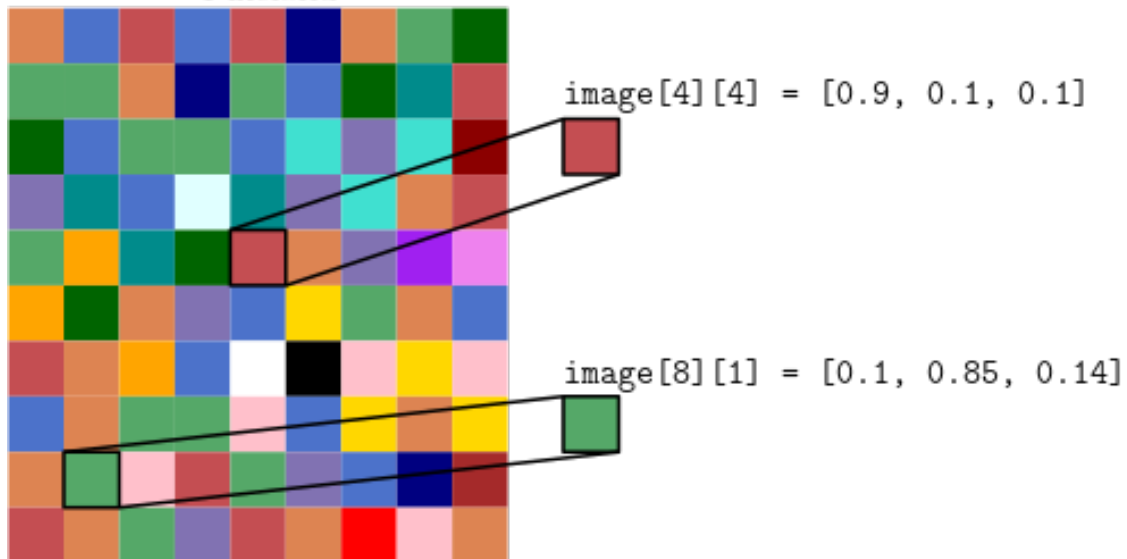 image[4][4] = [0.9, 0.1, 0.1]
image[8][1] = [0.1, 0.85, 0.14]